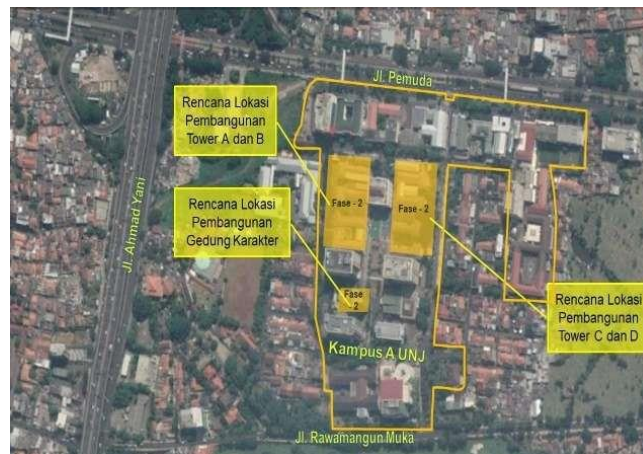 Jl. Pemuda
Rencana Lokasi
Pembangunan
Tower A dan B
Fase - 2
Fase - 2
Rencana Lokasi
Pembangunan
Gedung Karakter
Jl. Ahmad Yani
Fase
- 2
Rencana Lokasi
Pembangunan
Tower C dan D
Kampus A UNJ
Jl. Rawamangun Muka